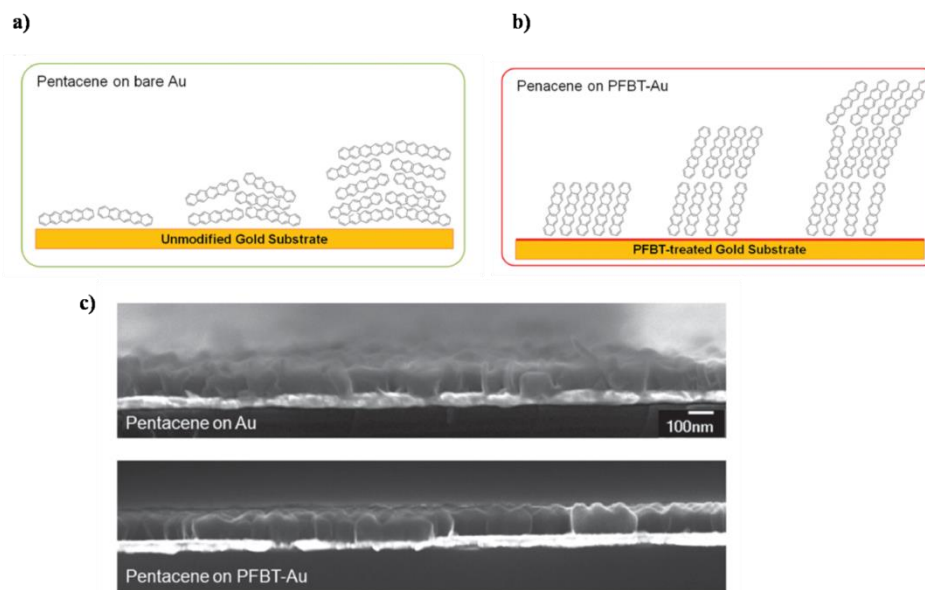 a)
b)
Pentacene on bare Au
Unmodified Gold Substrate
Penacene on PFBT-Au
PFBT-treated Gold Substrate
c)
Pentacene on Au
100nm
Pentacene on PFBT-Au